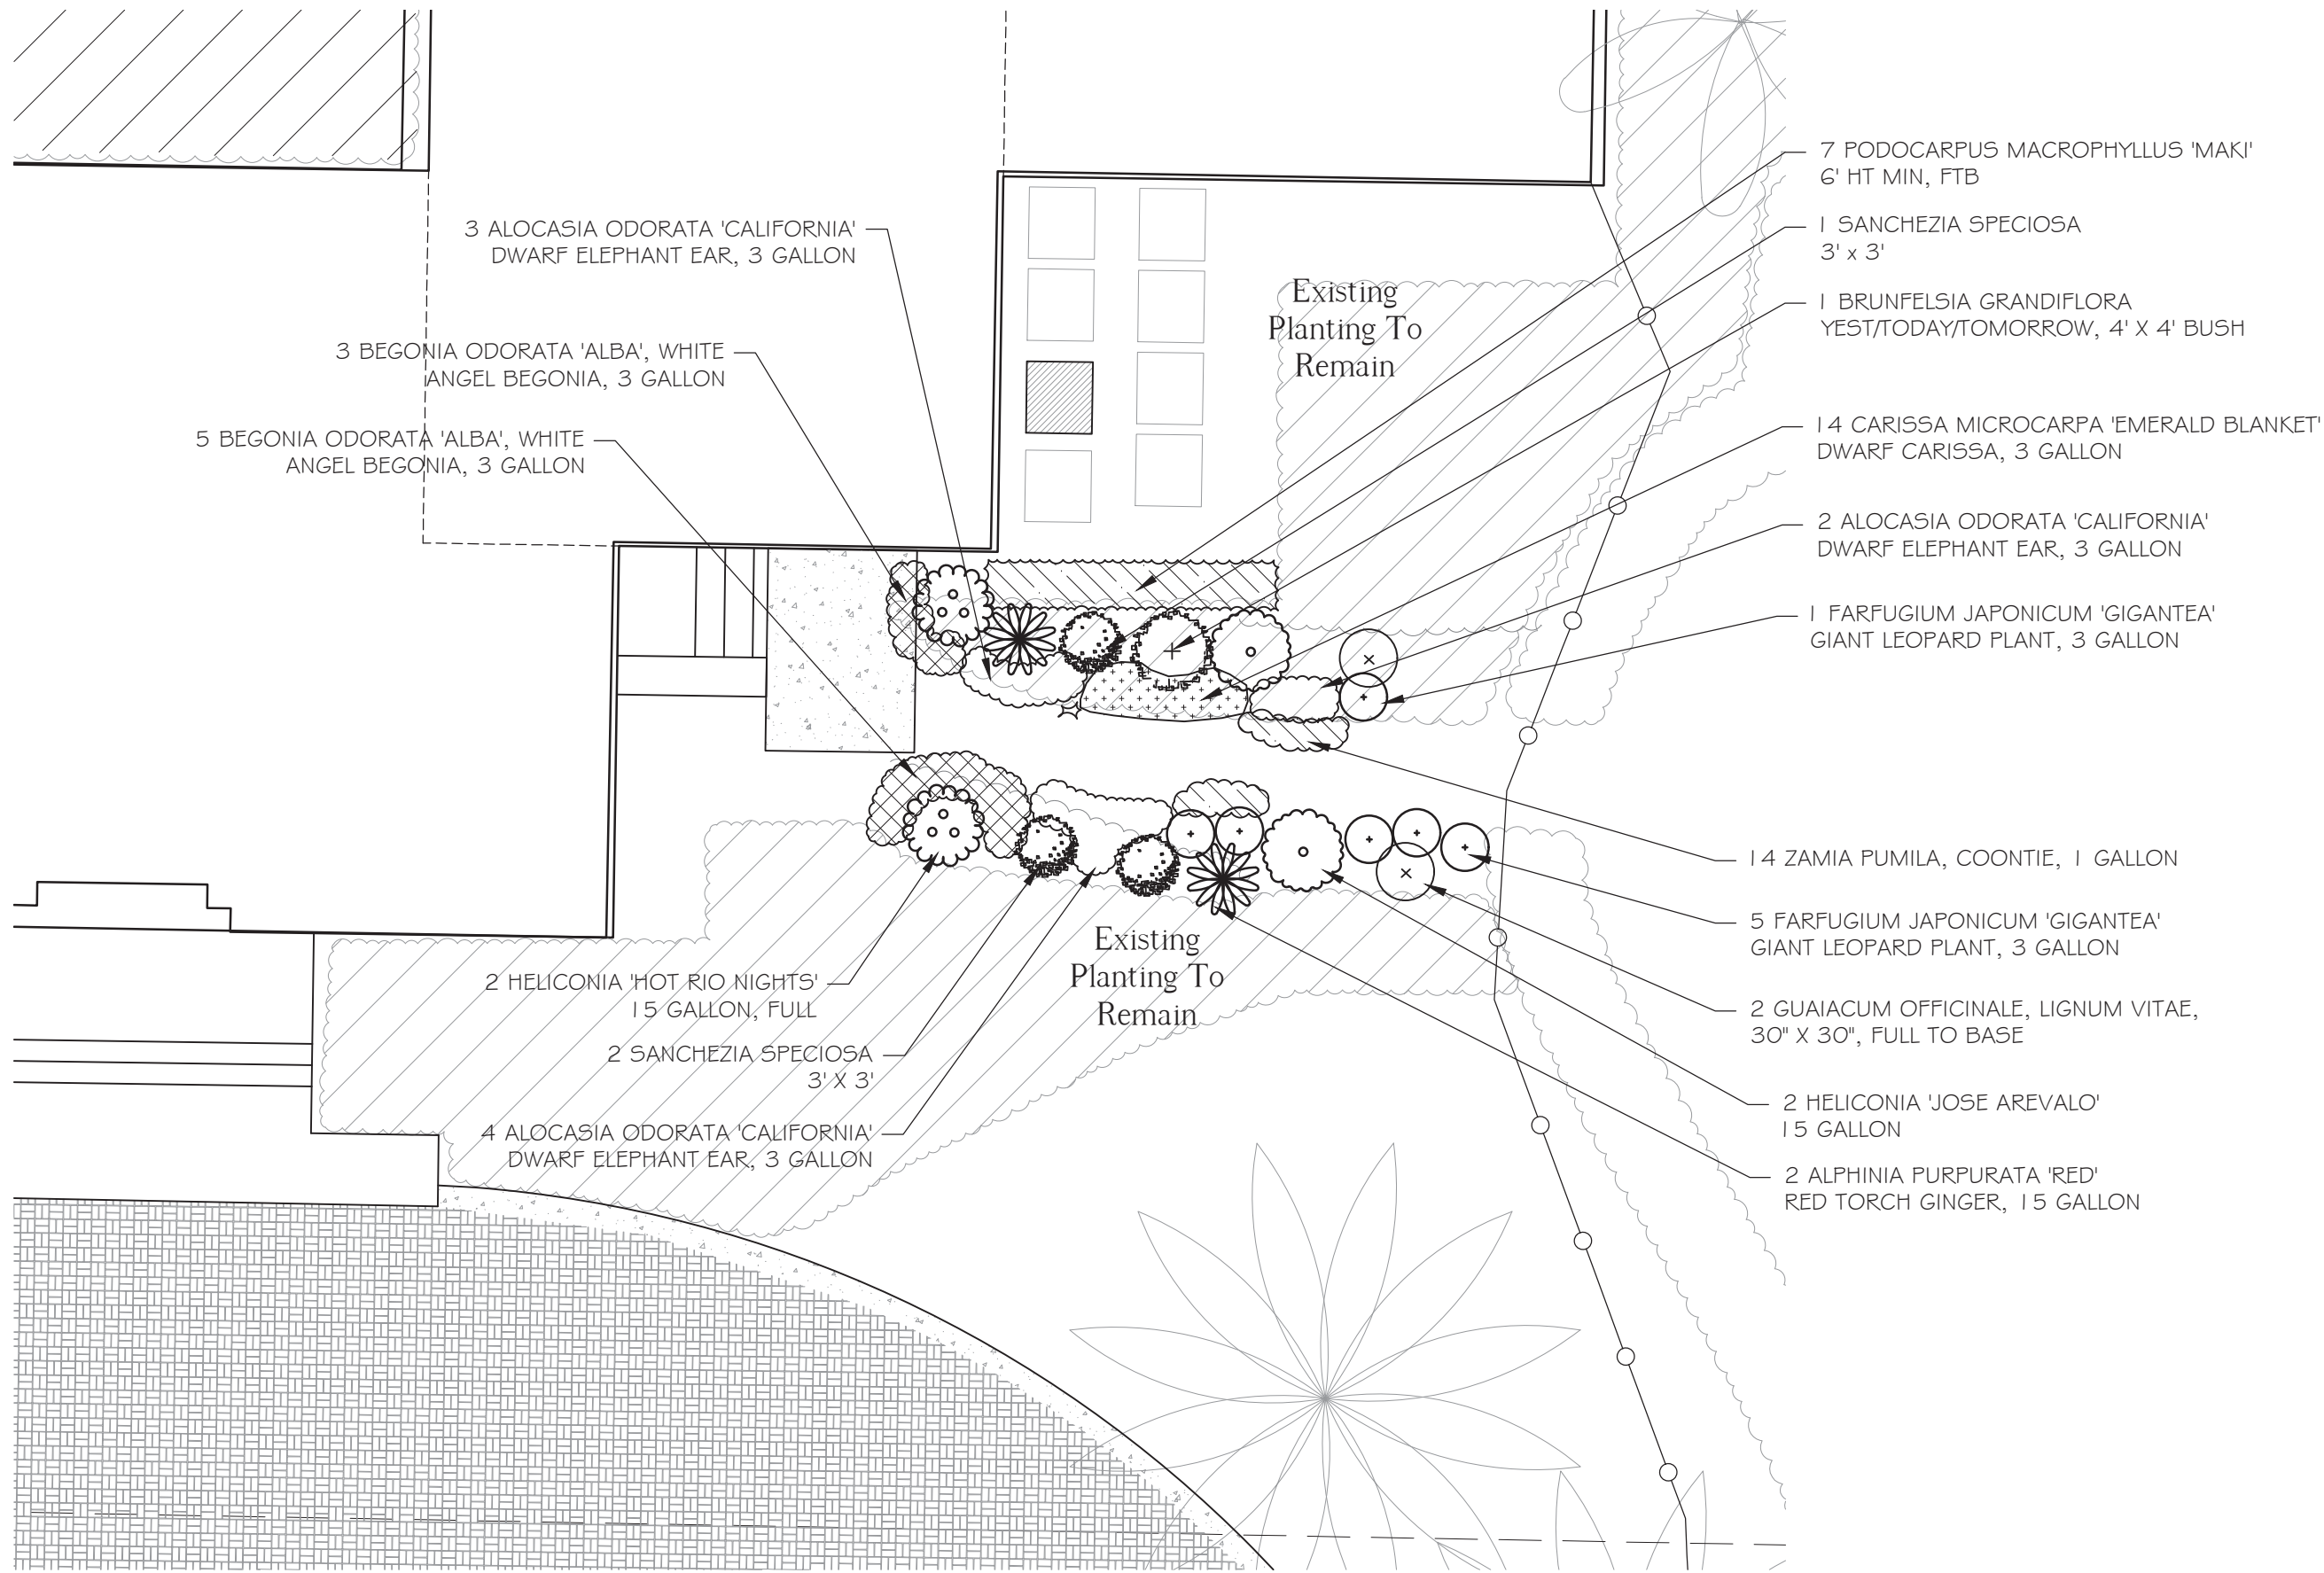 3 ALOCASIA ODORATA 'CALIFORNIA'
DWARF ELEPHANT EAR, 3 GALLON
3 BEGONIA ODORATA 'ALBA', WHITE
ANGEL BEGONIA, 3 GALLON
5 BEGONIA ODORATA 'ALBA', WHITE
ANGEL BEGONIA, 3 GALLON
Existing
Planting To
Remain
7 PODOCARPUS MACROPHYLLUS 'MAKI'
6' HT MIN, FTB
1 SANCHEZIA SPECIOSA
3' x 3'
1 BRUNFELSIA GRANDIFLORA
YEST/TODAY/TOMORROW, 4' X 4' BUSH
14 CARISSA MICROCARPA 'EMERALD BLANKET'
DWARF CARISSA, 3 GALLON
2 ALOCASIA ODORATA 'CALIFORNIA'
DWARF ELEPHANT EAR, 3 GALLON
1 FARFUGIUM JAPONICUM 'GIGANTEA'
GIANT LEOPARD PLANT, 3 GALLON
14 ZAMIA PUMILA, COONTIE, 1 GALLON
5 FARFUGIUM JAPONICUM 'GIGANTEA'
GIANT LEOPARD PLANT, 3 GALLON
2 GUAIACUM OFFICINALE, LIGNUM VITAE,
30" X 30", FULL TO BASE
2 HELICONIA 'JOSE AREVALO'
15 GALLON
2 ALPHINIA PURPURATA 'RED'
RED TORCH GINGER, 15 GALLON
Existing
Planting To
Remain
2 HELICONIA 'HOT RIO NIGHTS'
15 GALLON, FULL
2 SANCHEZIA SPECIOSA
3' X 3'
4 ALOCASIA ODORATA 'CALIFORNIA'
DWARF ELEPHANT EAR, 3 GALLON